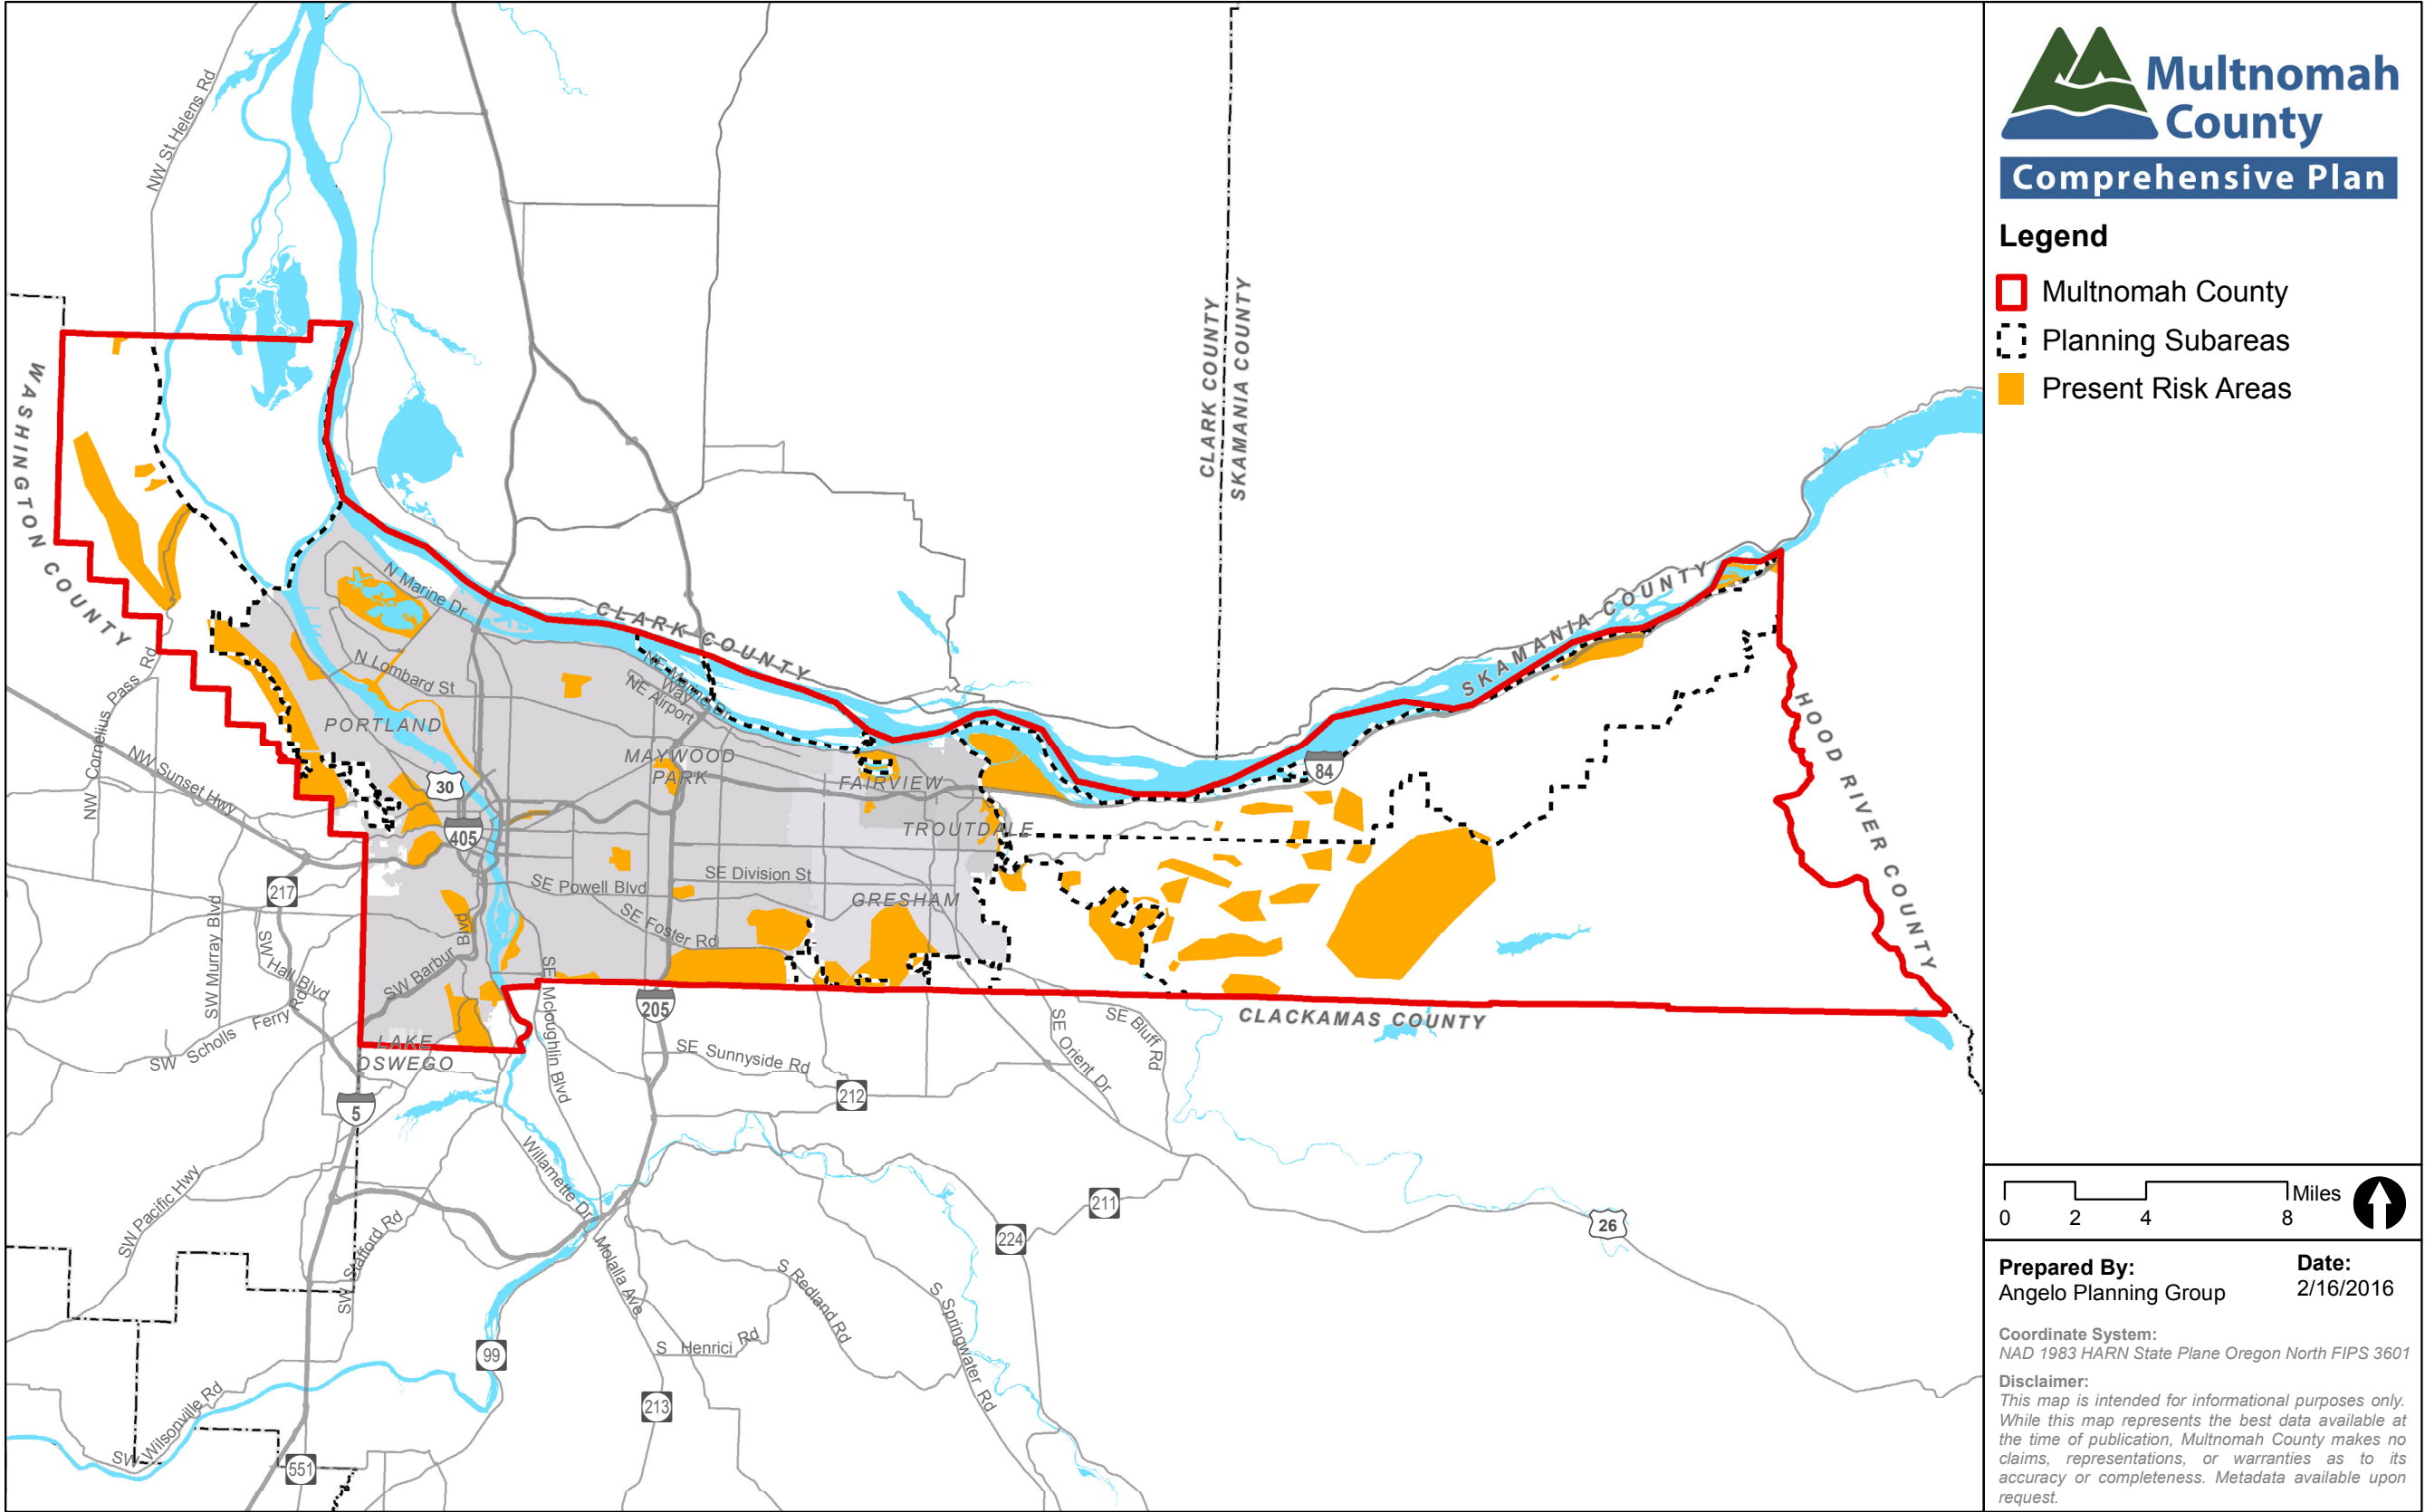 Multnomah
County
Comprehensive Plan
Legend
Multnomah County
Planning Subareas
Present Risk Areas
NW St Helens Rd
WASHINGTON COUNTY
CLARK COUNTY
SKAMANIA COUNTY
N Marine Dr
CLARK COUNTY
SKAMANIA COUNTY
HOOD RIVER COUNTY
N Lombard St
NE Marine Dr
NE Airport
Way
PORTLAND
NW Cornelius Pass Rd
NW Sunset Hwy
MAYWOOD
PARK
FAIRVIEW
84
30
405
TROUTDALE
217
SE Division St
SE Powell Blvd
GRESHAM
SE Foster Rd
SW Murray Blvd
SW Hall Blvd
SW Barbur
Blvd
SE Mcloughlin Blvd
205
CLACKAMAS COUNTY
SW Scholls
Ferry Rd
LAKE
OSWEGO
SE Sunnyside Rd
SE Orient Dr
SE Bluff Rd
212
5
Willamette Dr
SW Pacific Hwy
SW Stafford Rd
211
224
26
Molalla Ave
S Redland Rd
S Springwater Rd
S Henrici Rd
99
213
SW Wilsonville Rd
551
Miles
0 2 4 8
Prepared By:
Angelo Planning Group
Date:
2/16/2016
Coordinate System:
NAD 1983 HARN State Plane Oregon North FIPS 3601
Disclaimer:
This map is intended for informational purposes only.
While this map represents the best data available at
the time of publication, Multnomah County makes no
claims, representations, or warranties as to its
accuracy or completeness. Metadata available upon
request.